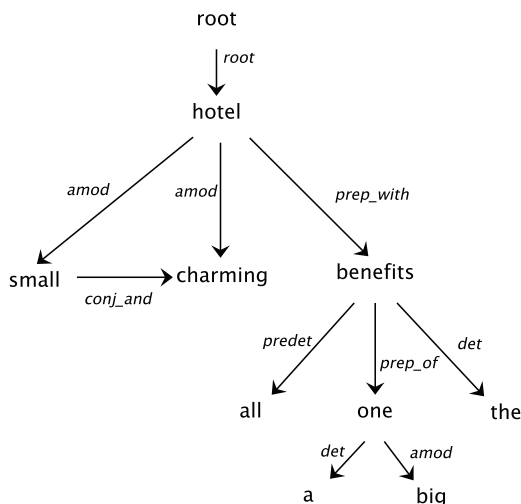 root
root
hotel
amod amod prep_with
small charming benefits
conj_and
predet prep_of det
all one the
det amod
a big